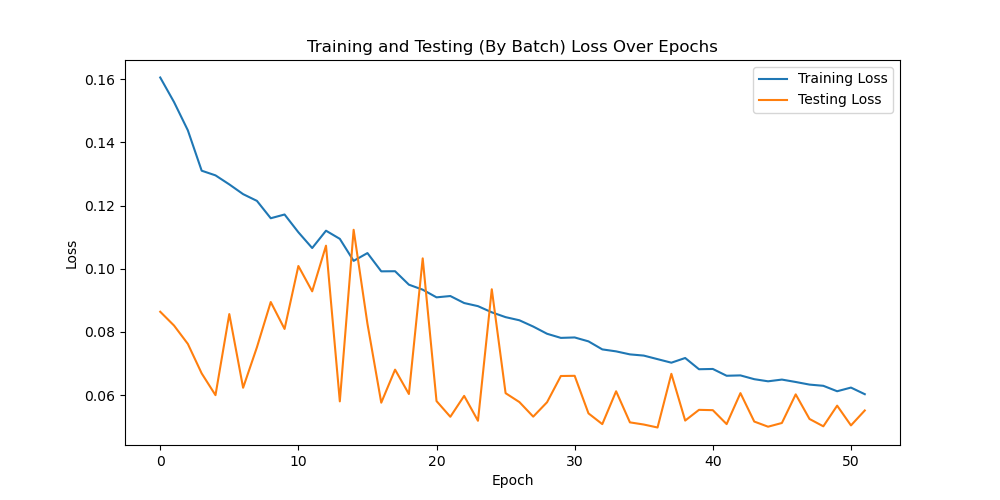 Training and Testing (By Batch) Loss Over Epochs
Training Loss
Testing Loss
Loss
0.16
0.14
0.12
0.10
0.08
0.06
0
10
20
30
40
50
Epoch